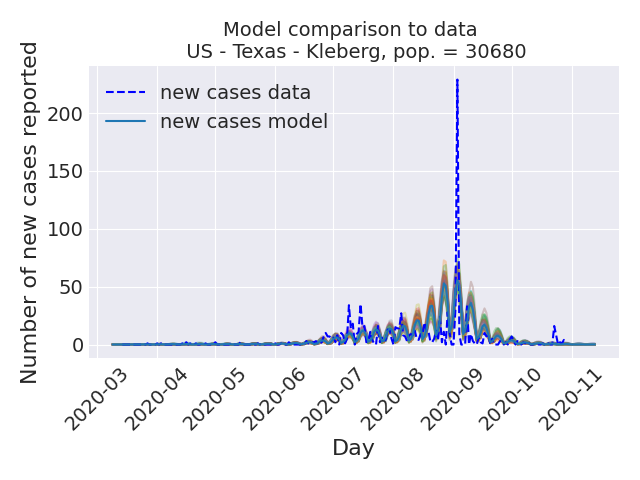 Model comparison to data
US - Texas - Kleberg, pop. = 30680
Number of new cases reported
new cases data
new cases model
200
150
100
50
0
2020-03
2020-04
2020-05
2020-06
2020-07
2020-08
2020-09
2020-10
2020-11
Day